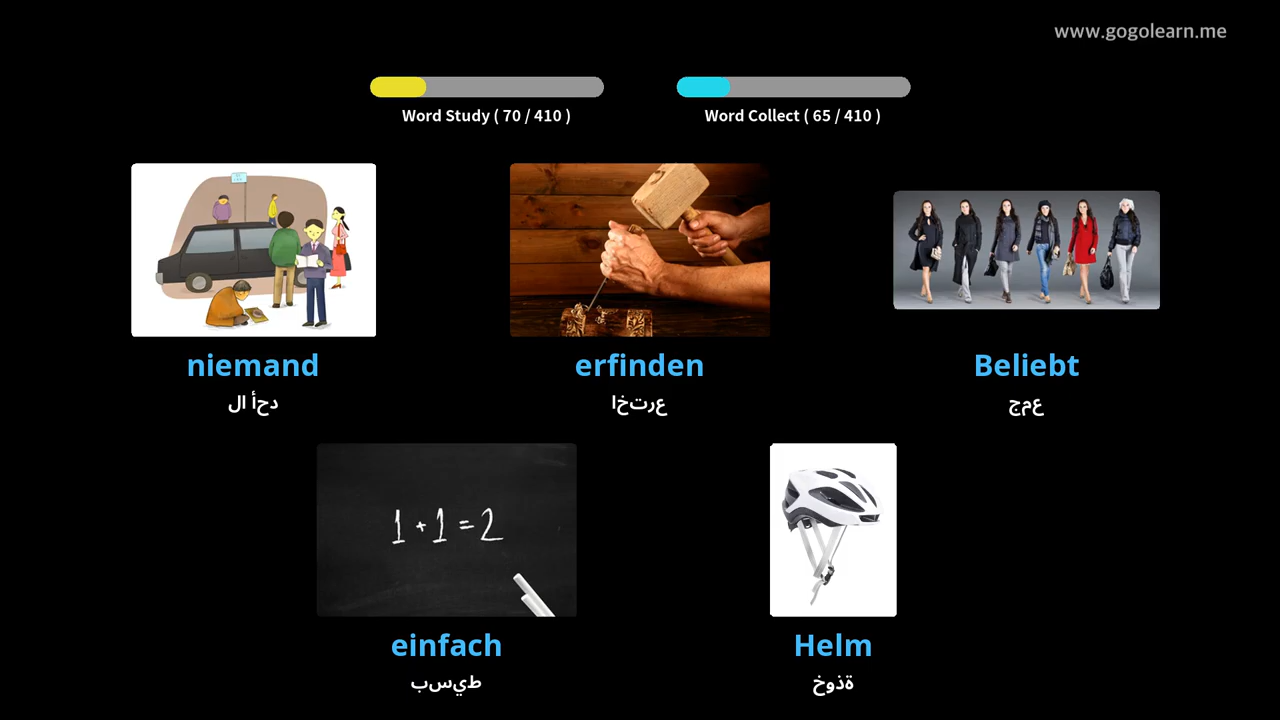 www.gogolearn.me
Word Study ( 70 / 410 )
Word Collect ( 65 / 410 )
niemand
دحأ ال
erfinden
عرتخا
Beliebt
عمج
1 + 1 = 2
einfach
طيسب
Helm
ةذوخ